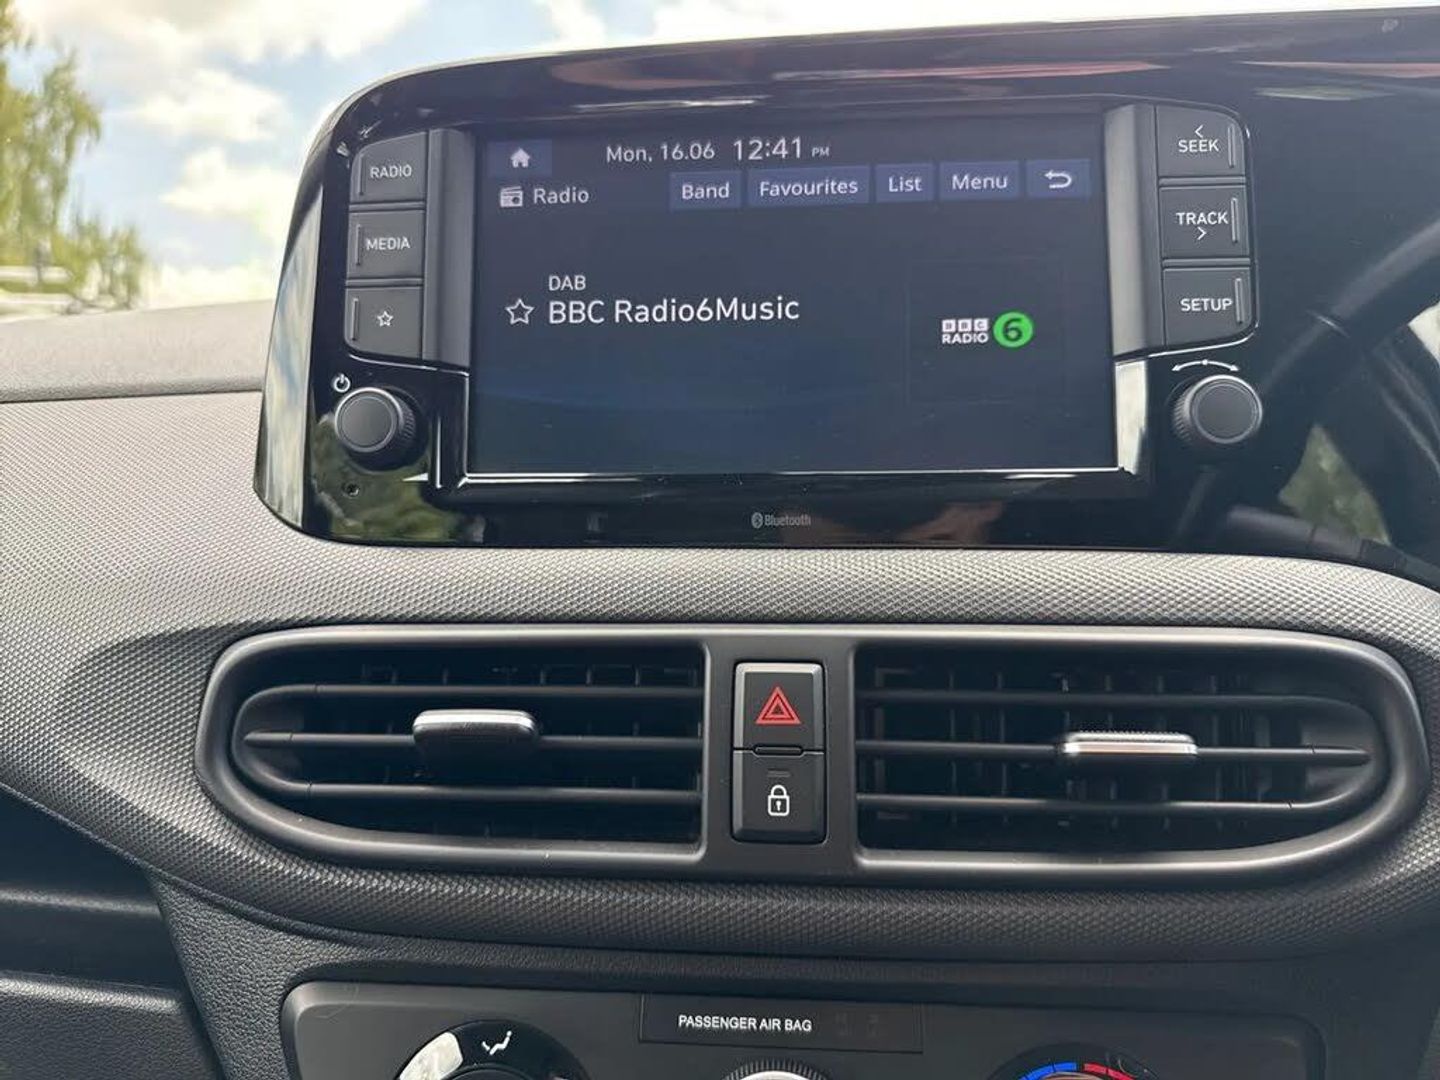 RADIO
MEDIA
Mon, 16.06 12:41 PM
Radio Band Favourites List Menu
DAB
BBC Radio6Music
BBC
RADIO 6
< SEEK
TRACK >
SETUP
Bluetooth
PASSENGER AIR BAG